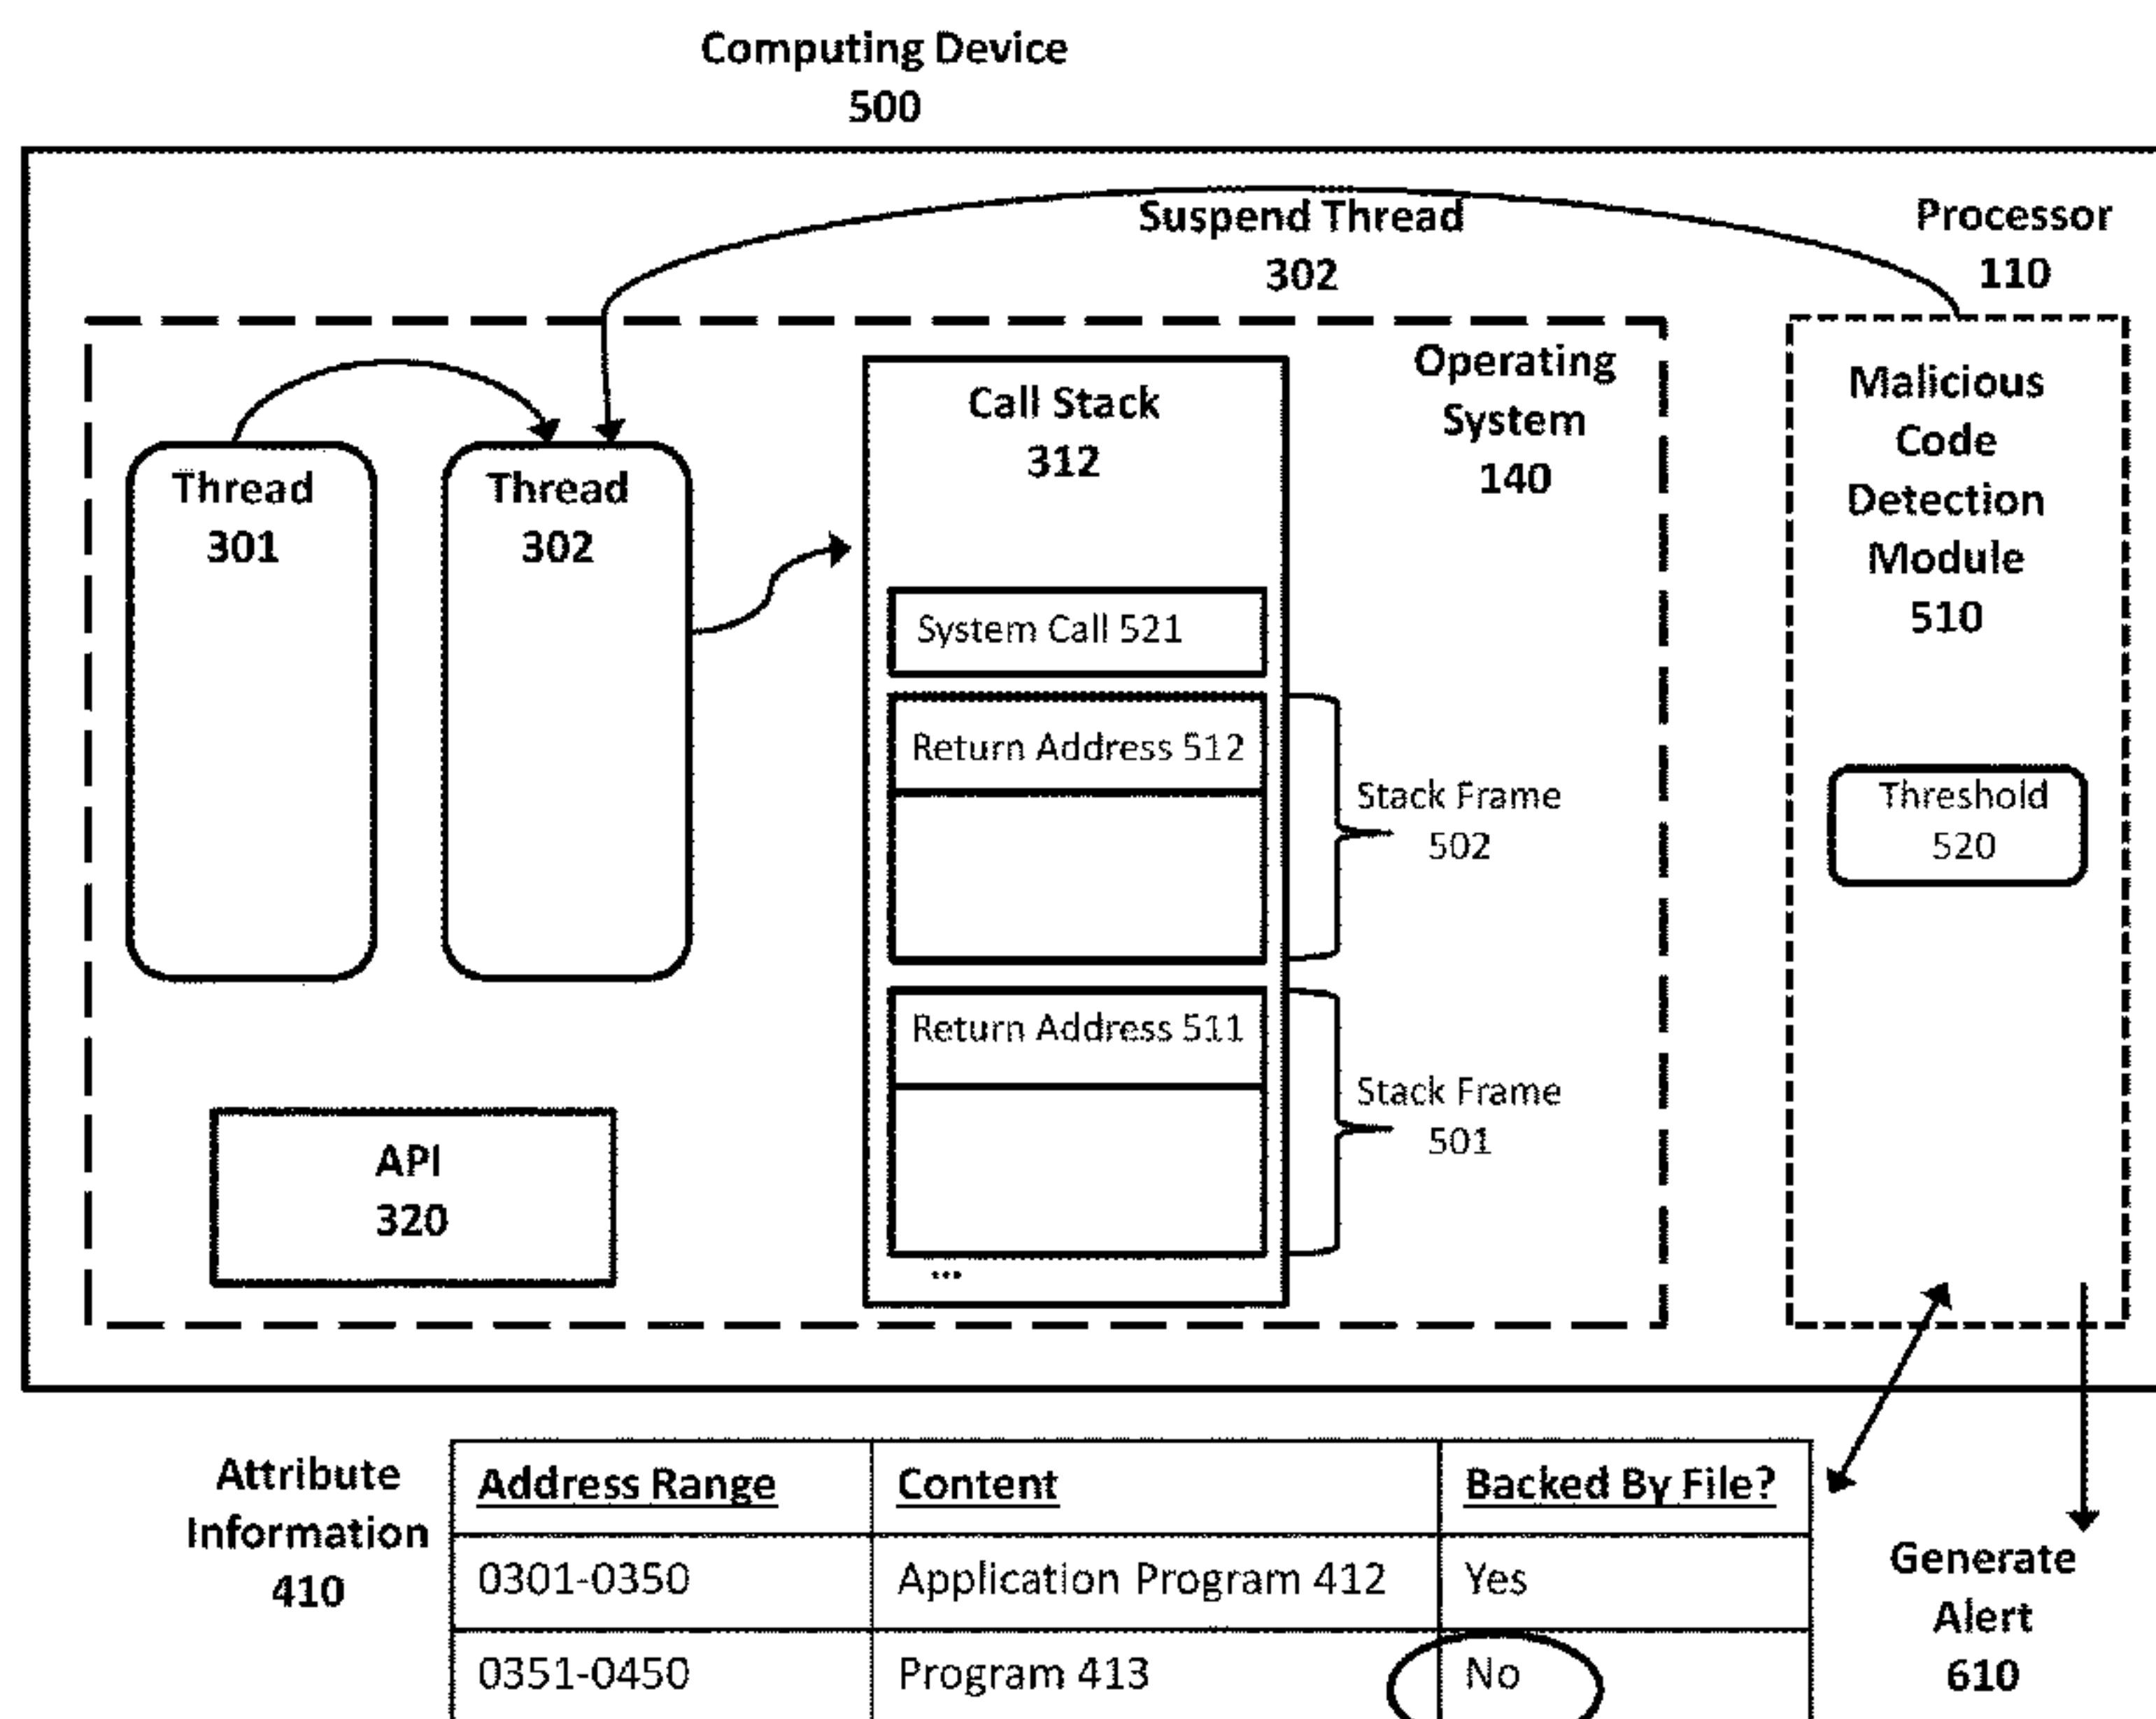 Computing Device
500
Suspend Thread
302
Processor
110
Operating
System
140
Call Stack
312
Malicious
Code
Detection
Module
510
Thread
301
Thread
302
System Call 521
Return Address 512
Stack Frame
502
Threshold
520
Return Address 511
Stack Frame
501
API
320
...
Attribute
Information
410
Address Range Content Backed By File?
0301-0350 Application Program 412 Yes
0351-0450 Program 413 No
Generate
Alert
610